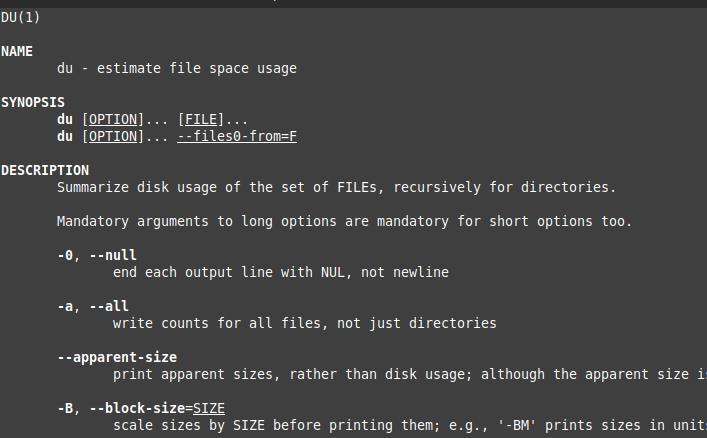 DU(1)
NAME
du - estimate file space usage
SYNOPSIS
du [OPTION]... [FILE]...
du [OPTION]... --files0-from=F
DESCRIPTION
Summarize disk usage of the set of FILEs, recursively for directories.
Mandatory arguments to long options are mandatory for short options too.
-0, --null
end each output line with NUL, not newline
-a, --all
write counts for all files, not just directories
--apparent-size
print apparent sizes, rather than disk usage; although the apparent size is
-B, --block-size=SIZE
scale sizes by SIZE before printing them; e.g., '-BM' prints sizes in unit